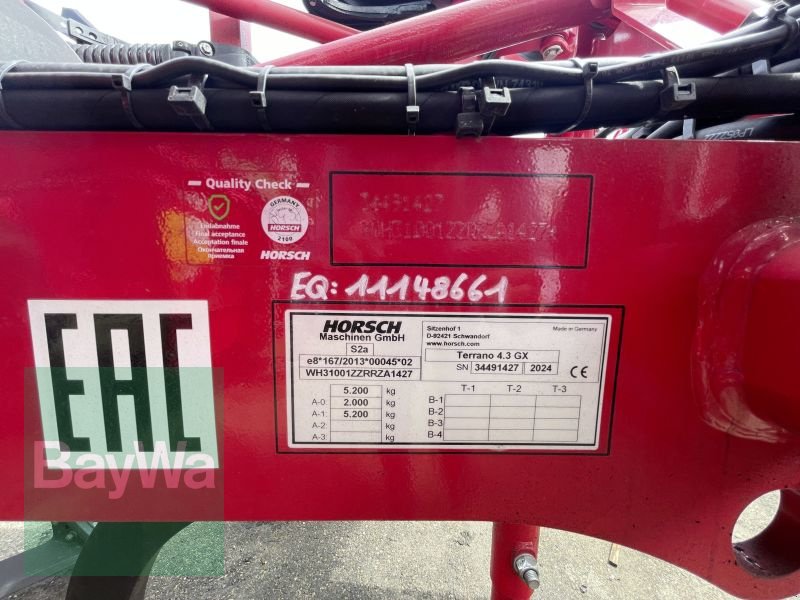 Quality Check
Endabnahme
Final acceptance
Acceptation finale
Окончательная
приемка
GERMANY
HORSCH
2109
HORSCH
34491427
EQ: 11148661
EAC
HORSCH
Maschinen GmbH
S2a
e8*167/2013*00045*02
WH31001ZZRRZA1427
Sitzenhof 1
D-92421 Schwandorf
www.horsch.com
Made in Germany
Terrano 4.3 GX
SN 34491427 2024
CE
5.200 kg
A-0: 2.000 kg
A-1: 5.200 kg
A-2: kg
A-3: kg
T-1 T-2 T-3
B-1
B-2
B-3
B-4
BayWa